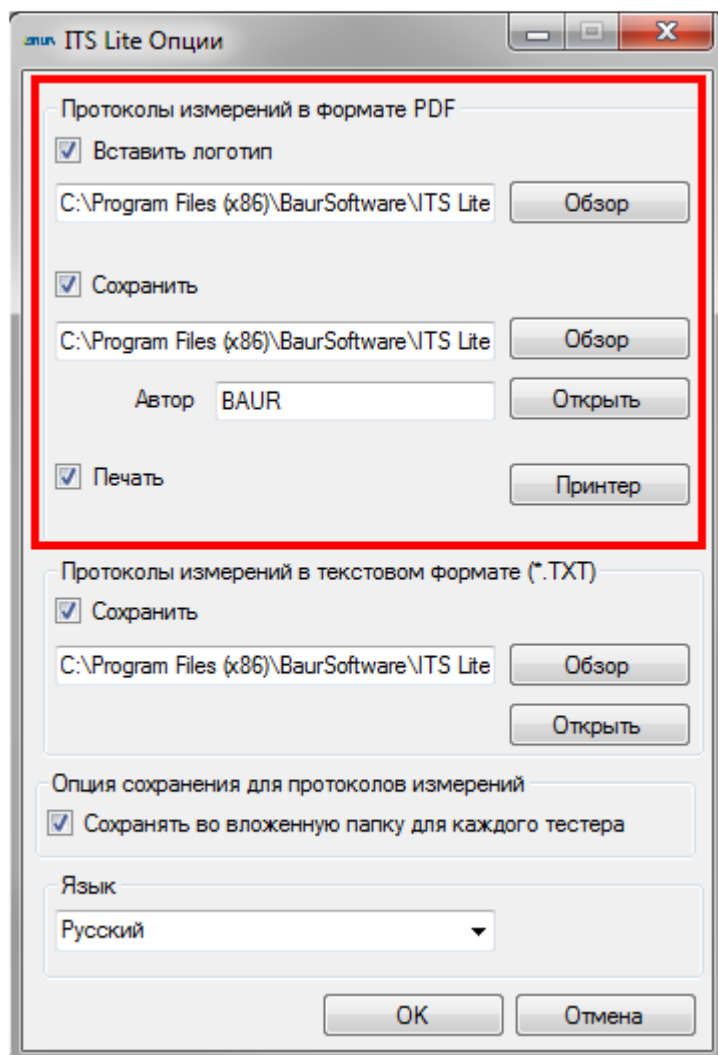 BAUR ITS Lite Опции
Протоколы измерений в формате PDF
Вставить логотип
C:\Program Files (x86)\BaurSoftware\ITS Lite Обзор
Сохранить
C:\Program Files (x86)\BaurSoftware\ITS Lite Обзор
Автор BAUR Открыть
Печать Принтер
Протоколы измерений в текстовом формате (*.TXT)
Сохранить
C:\Program Files (x86)\BaurSoftware\ITS Lite Обзор
Открыть
Опция сохранения для протоколов измерений
Сохранять во вложенную папку для каждого тестера
Язык
Русский
OK Отмена